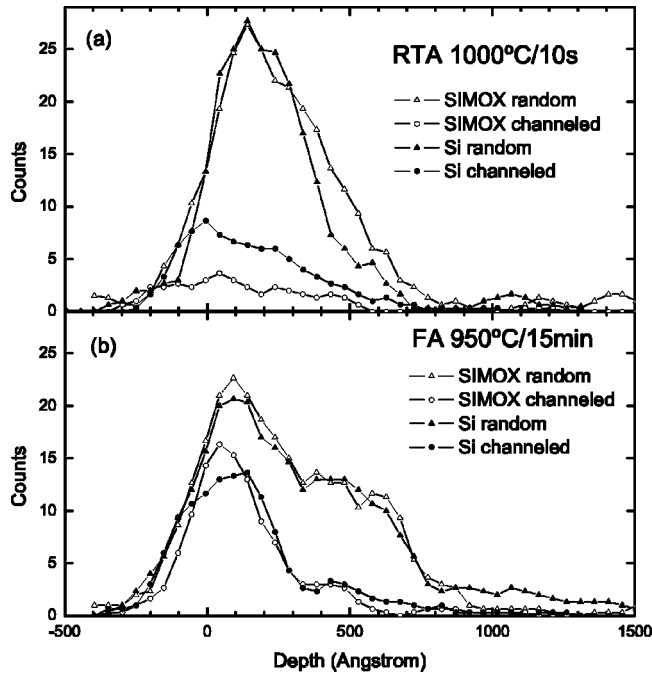 (a)
RTA 1000ºC/10s
SIMOX random
SIMOX channeled
Si random
Si channeled
25
20
15
10
5
0
Counts
(b)
FA 950ºC/15min
SIMOX random
SIMOX channeled
Si random
Si channeled
25
20
15
10
5
0
Counts
-500 0 500 1000 1500
Depth (Angstrom)